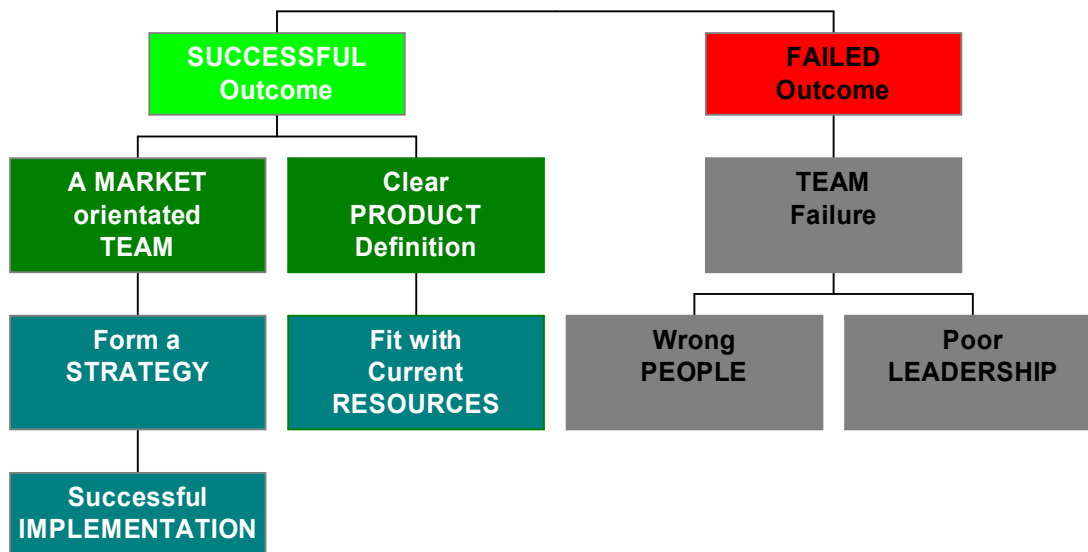 SUCCESSFUL
Outcome
FAILED
Outcome
A MARKET
orientated
TEAM
Clear
PRODUCT
Definition
TEAM
Failure
Form a
STRATEGY
Fit with
Current
RESOURCES
Wrong
PEOPLE
Poor
LEADERSHIP
Successful
IMPLEMENTATION